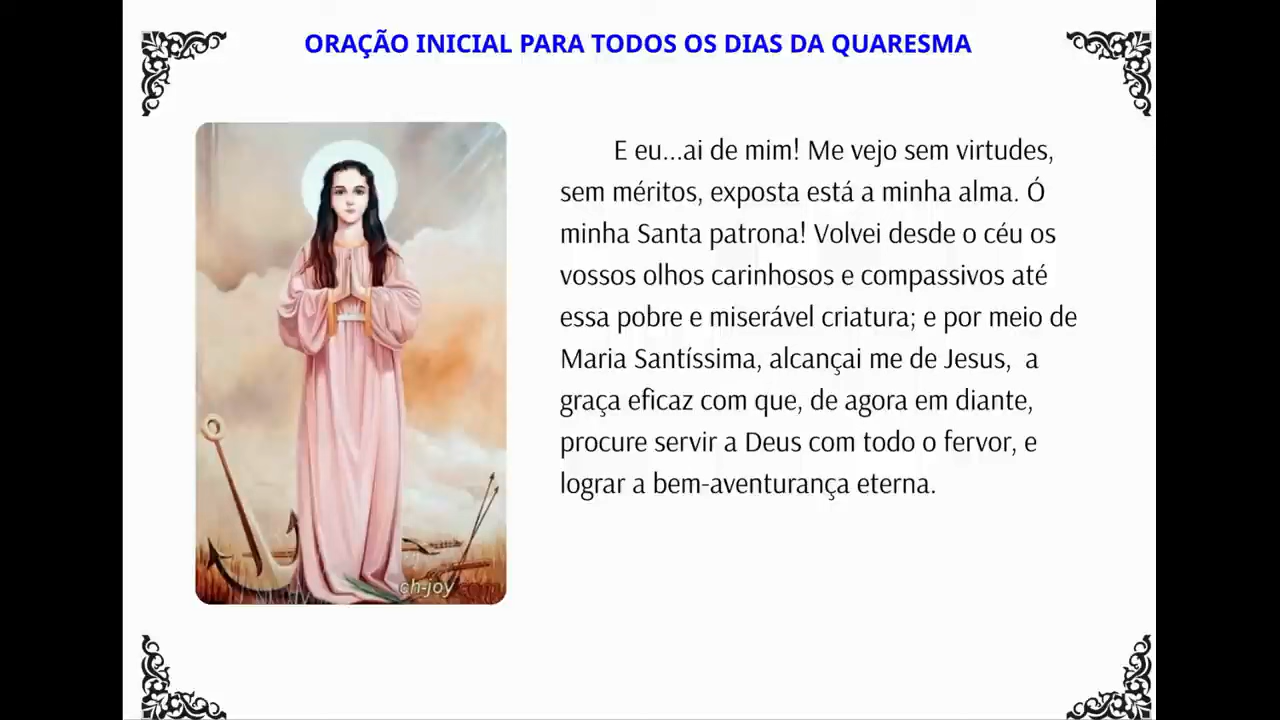 ORAÇÃO INICIAL PARA TODOS OS DIAS DA QUARESMA
E eu...ai de mim! Me vejo sem virtudes,
sem méritos, exposta está a minha alma. Ó
minha Santa patrona! Volvei desde o céu os
vossos olhos carinhosos e compassivos até
essa pobre e miserável criatura; e por meio de
Maria Santíssima, alcançai me de Jesus,  a
graça eficaz com que, de agora em diante,
procure servir a Deus com todo o fervor, e
lograr a bem-aventurança eterna.
ch-joy